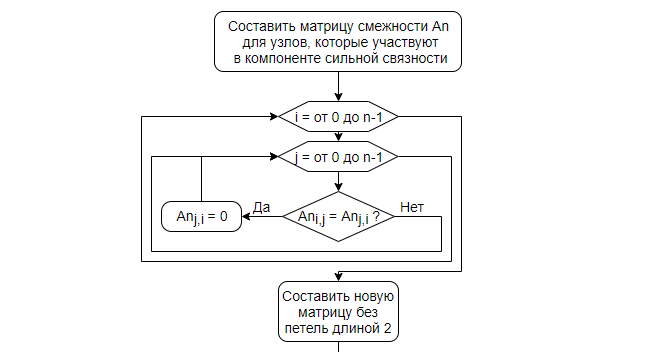 Составить матрицу смежности An
для узлов, которые участвуют
в компоненте сильной связности
i = от 0 до n-1
j = от 0 до n-1
Anj,i = 0
Да
Ani,j = Anj,i ?
Нет
Составить новую
матрицу без
петель длиной 2